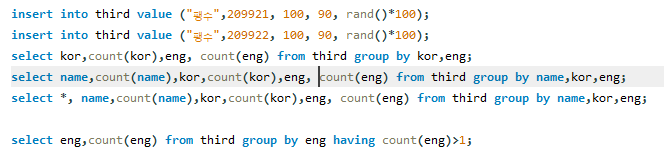 insert into third value ("펭수",209921, 100, 90, rand()*100);
insert into third value ("펭수",209922, 100, 90, rand()*100);
select kor,count(kor),eng, count(eng) from third group by kor,eng;
select name,count(name),kor,count(kor),eng, count(eng) from third group by name,kor,eng;
select *, name,count(name),kor,count(kor),eng, count(eng) from third group by name,kor,eng;
select eng,count(eng) from third group by eng having count(eng)>1;